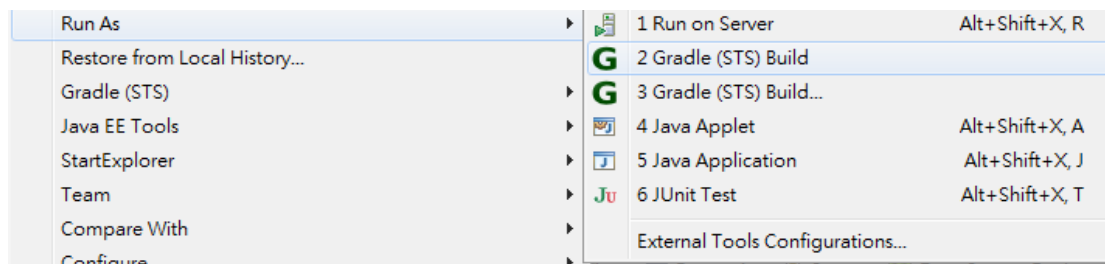 Run As
Restore from Local History...
Gradle (STS)
Java EE Tools
StartExplorer
Team
Compare With
Configure
1 Run on Server Alt+Shift+X, R
G 2 Gradle (STS) Build
G 3 Gradle (STS) Build...
4 Java Applet Alt+Shift+X, A
J 5 Java Application Alt+Shift+X, J
JU 6 JUnit Test Alt+Shift+X, T
External Tools Configurations...